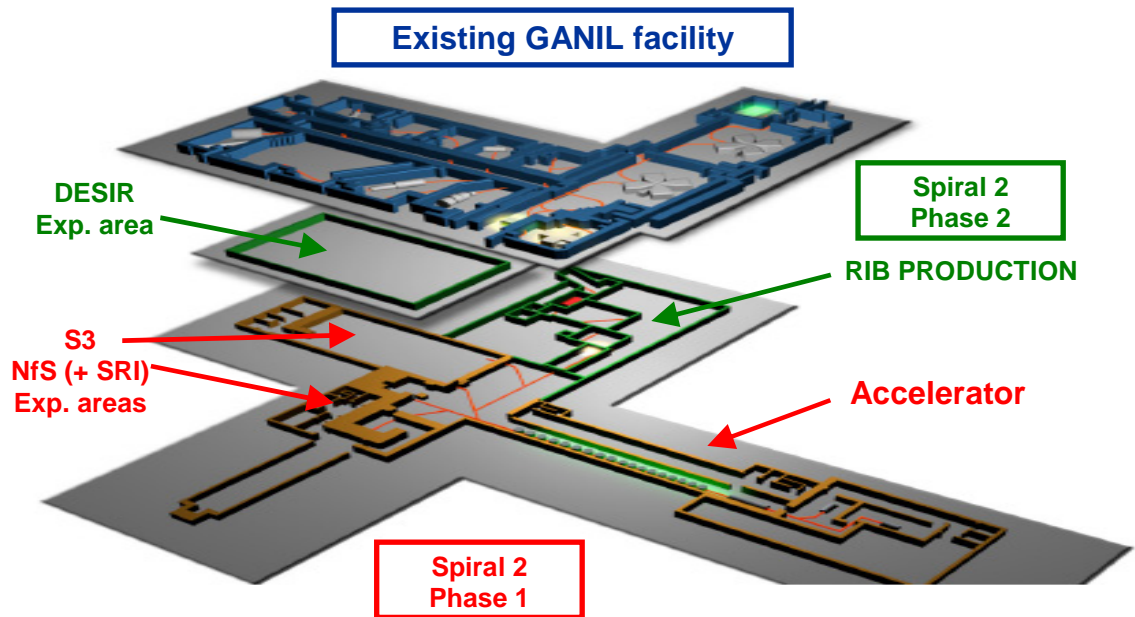 Existing GANIL facility
DESIR
Exp. area
Spiral 2
Phase 2
RIB PRODUCTION
S3
NfS (+ SRI)
Exp. areas
Accelerator
Spiral 2
Phase 1